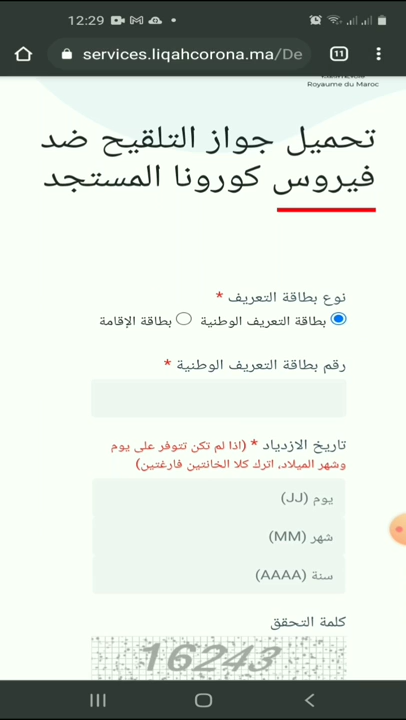 12:29
services.liqahcorona.ma/De
11
Royaume du Maroc
تحميل جواز التلقيح ضد
فيروس كورونا المستجد
نوع بطاقة التعريف *
بطاقة التعريف الوطنية بطاقة الإقامة
رقم بطاقة التعريف الوطنية *
تاريخ الازدياد * (اذا لم تكن تتوفر على يوم
وشهر الميلاد، اترك كلا الخانتين فارغتين)
يوم (JJ)
شهر (MM)
سنة (AAAA)
كلمة التحقق
16243